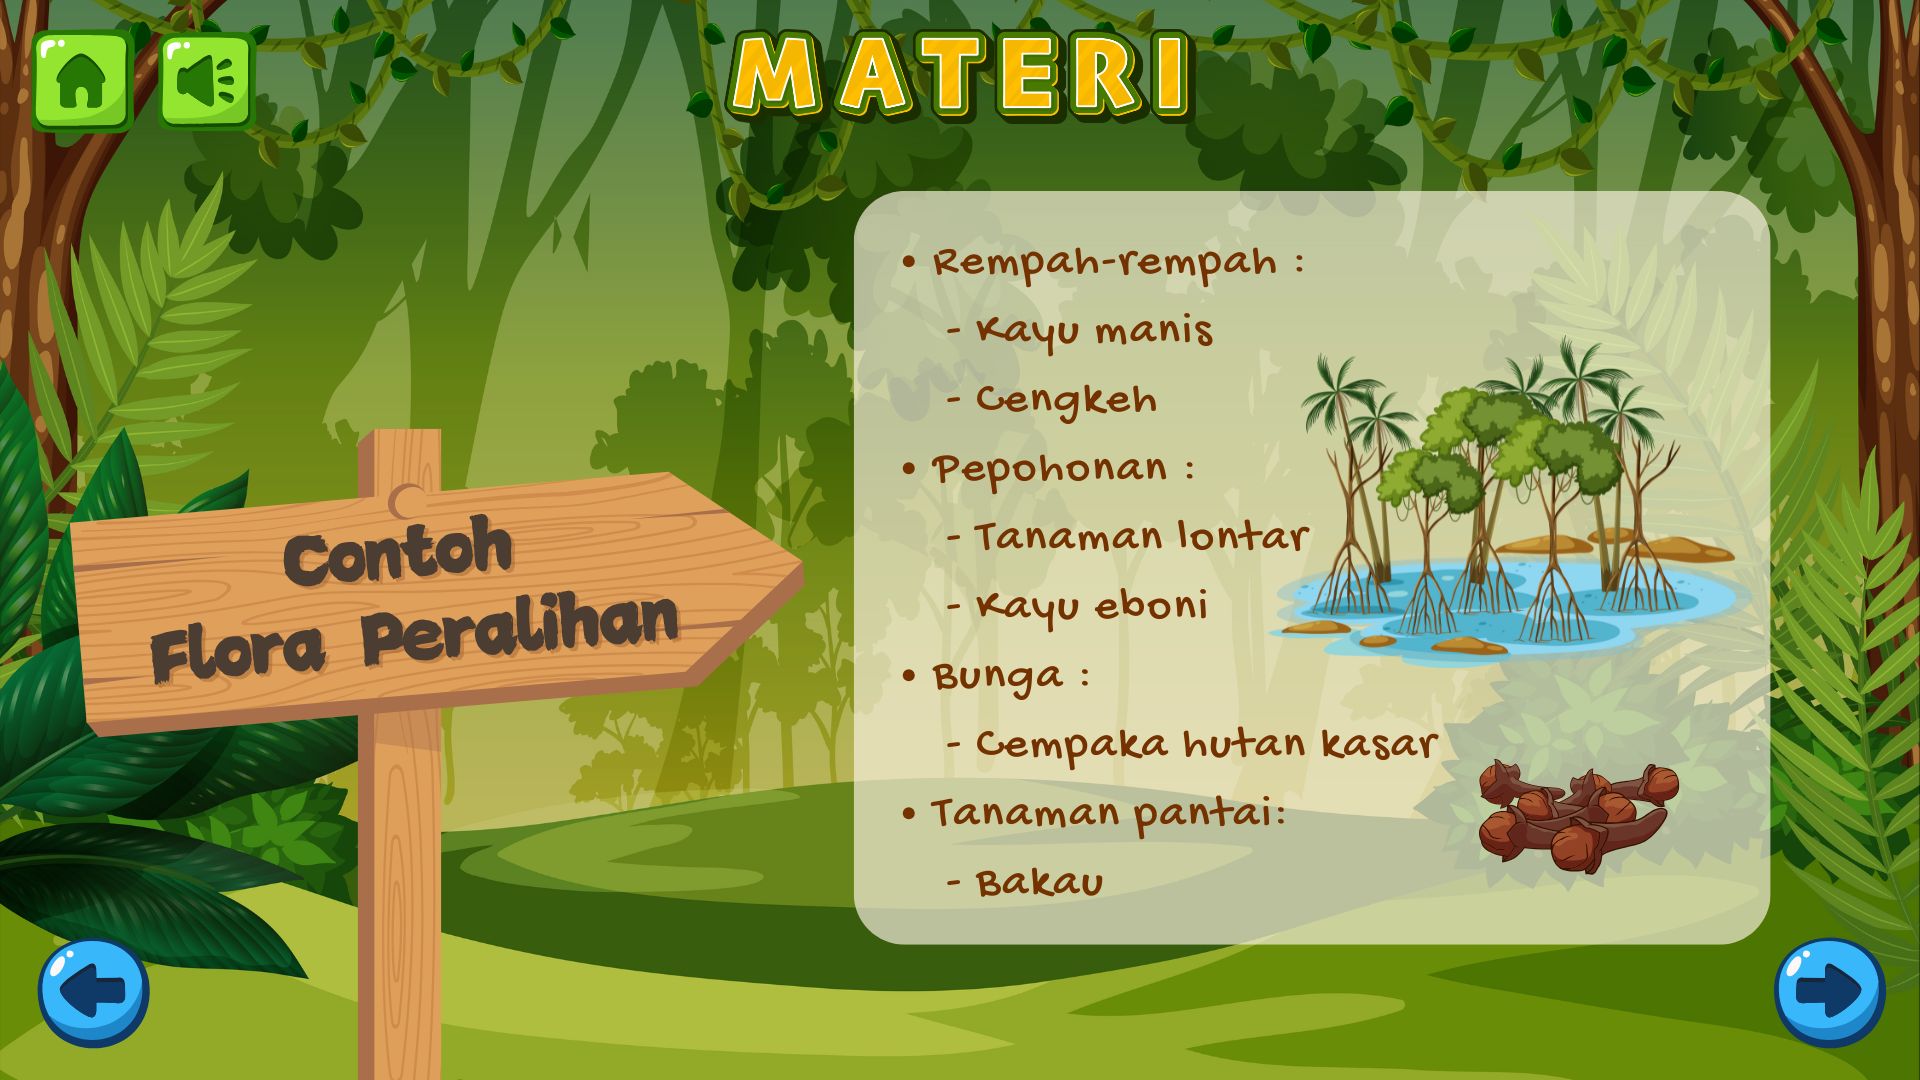 MATERI
Contoh
Flora Peralihan
• Rempah-rempah :
- Kayu manis
- Cengkeh
• Pepohonan :
- Tanaman lontar
- Kayu eboni
• Bunga :
- Cempaka hutan kasar
• Tanaman pantai:
- Bakau